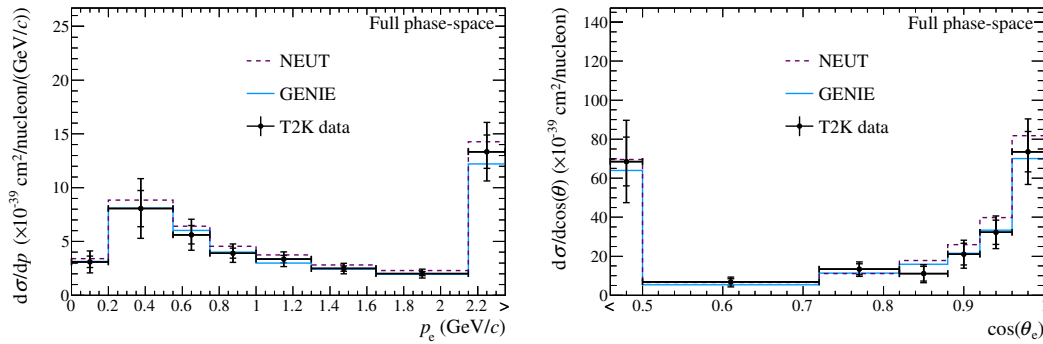 Full phase-space
NEUT
GENIE
T2K data
dσ/dp (×10⁻³⁹ cm²/nucleon/(GeV/c)
25
20
15
10
5
0
0 0.2 0.4 0.6 0.8 1.0 1.2 1.4 1.6 1.8 2.0 2.2 >
pₑ (GeV/c)
Full phase-space
NEUT
GENIE
T2K data
dσ/dcos(θ) (×10⁻³⁹ cm²/nucleon)
140
120
100
80
60
40
20
0
< 0.5 0.6 0.7 0.8 0.9 1
cos(θₑ)